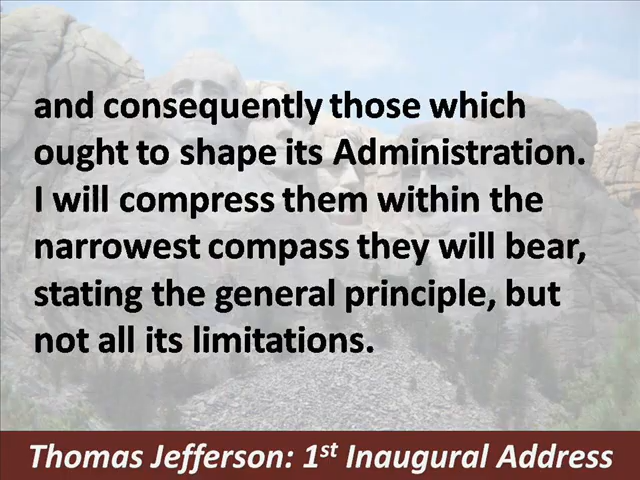 and consequently those which
ought to shape its Administration.
I will compress them within the
narrowest compass they will bear,
stating the general principle, but
not all its limitations.
Thomas Jefferson: 1st Inaugural Address